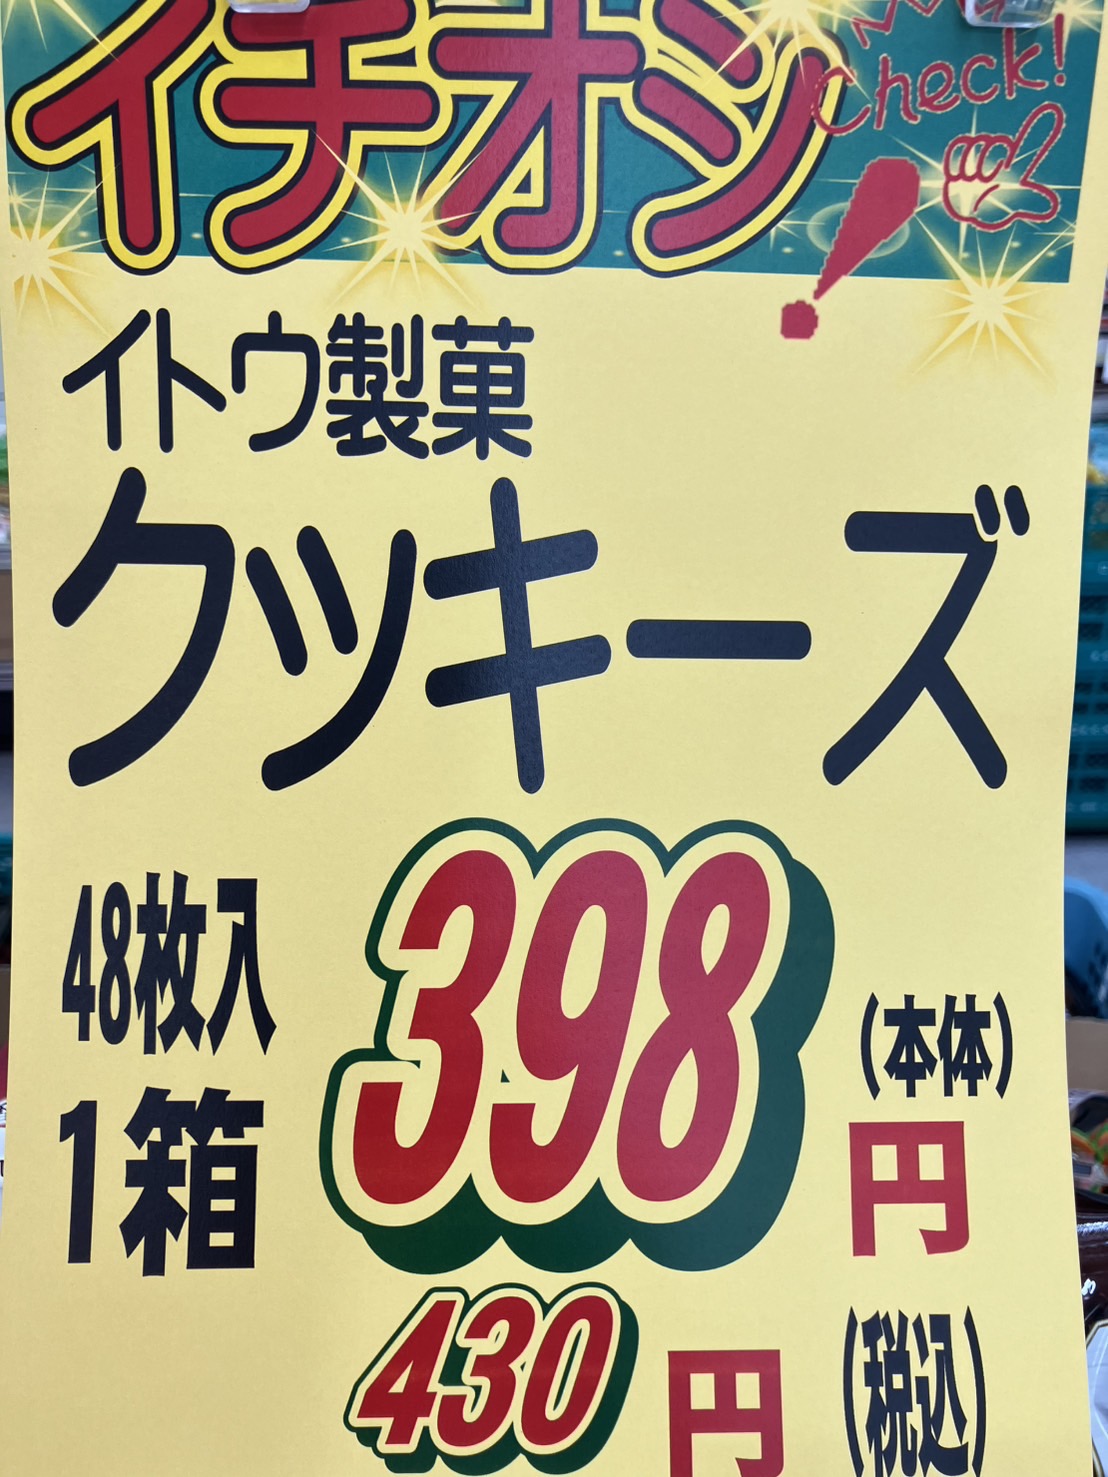 イチオシ
Check!
イトウ製菓
クッキーズ
48枚入
1箱
398
(本体)
円
430
円
(税込)